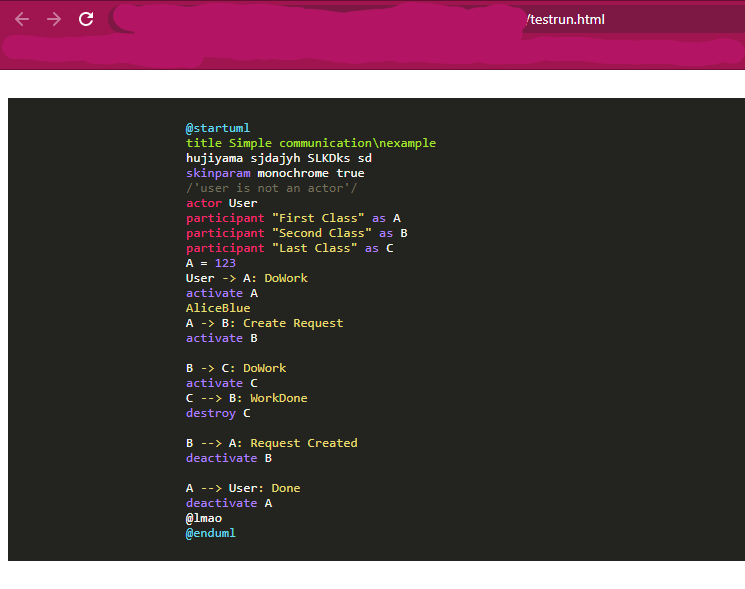 /testrun.html
@startuml
title Simple communication\nexample
hujiyama sjdajyh SLKDks sd
skinparam monochrome true
/'user is not an actor'/
actor User
participant "First Class" as A
participant "Second Class" as B
participant "Last Class" as C
A = 123
User -> A: DoWork
activate A
AliceBlue
A -> B: Create Request
activate B
B -> C: DoWork
activate C
C --> B: WorkDone
destroy C
B --> A: Request Created
deactivate B
A --> User: Done
deactivate A
@lmao
@enduml